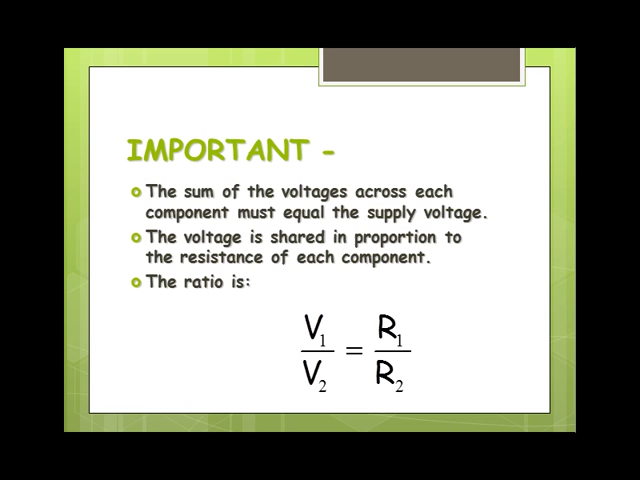 IMPORTANT -
The sum of the voltages across each
component must equal the supply voltage.
The voltage is shared in proportion to
the resistance of each component.
The ratio is:
V₁/V₂ = R₁/R₂